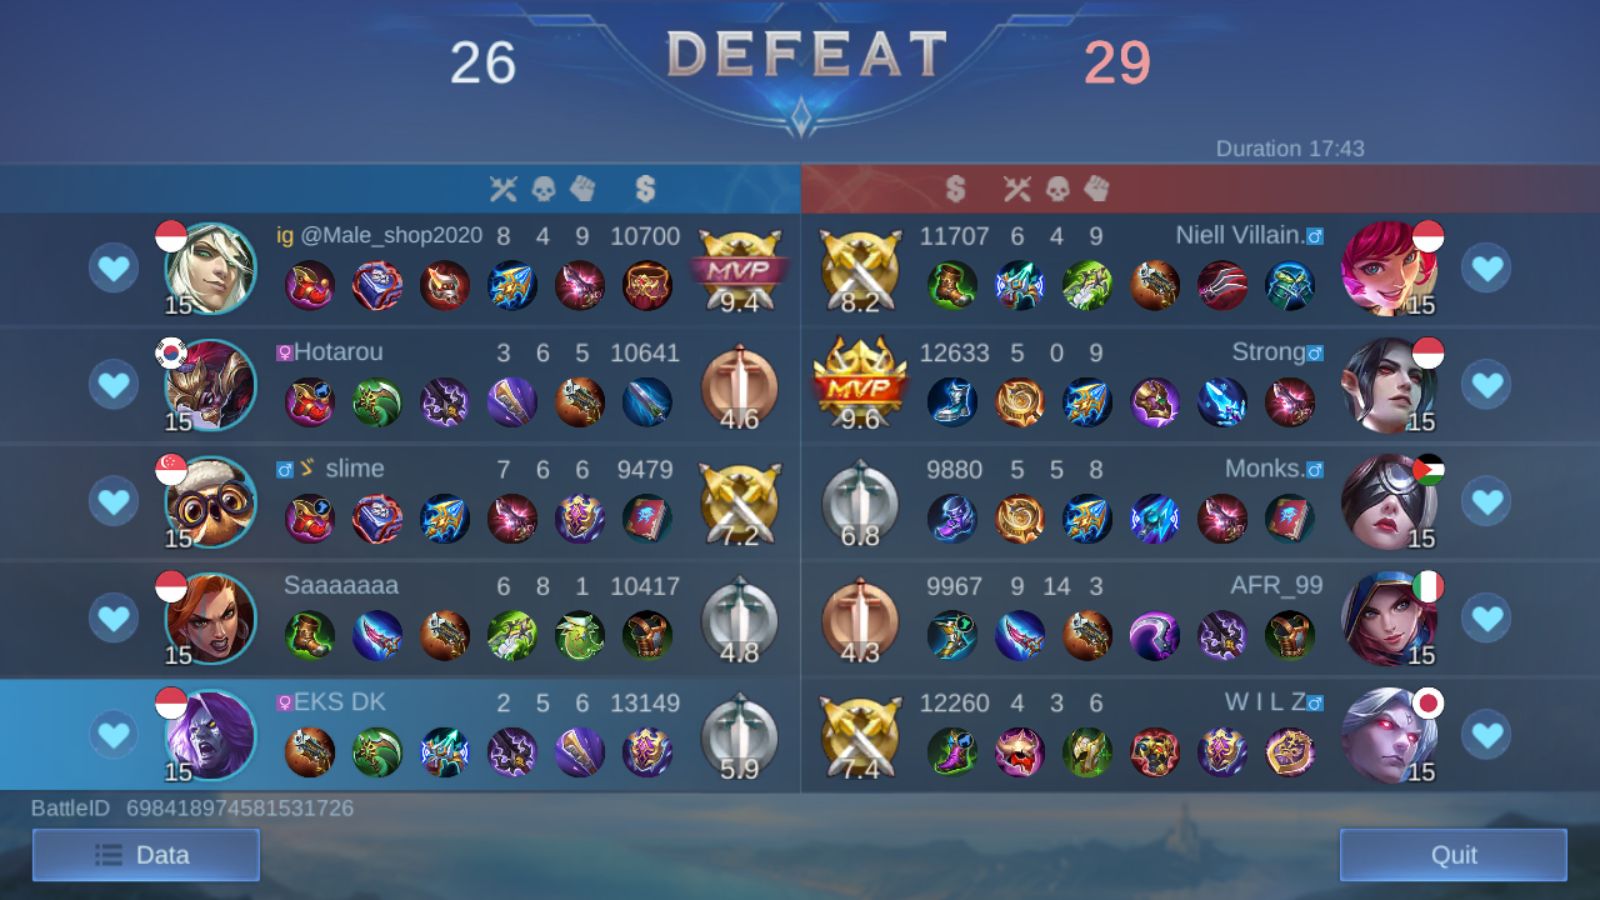 26 DEFEAT 29
Duration 17:43
ig @Male_shop2020 8 4 9 10700 MVP 9.4 15
8.2 11707 6 4 9 Niell Villain. 15
Hotarou 3 6 5 10641 4.6 15
MVP 9.6 12633 5 0 9 Strong 15
ゞ slime 7 6 6 9479 7.2 15
6.8 9880 5 5 8 Monks. 15
Saaaaaaa 6 8 1 10417 4.8 15
4.3 9967 9 14 3 AFR_99 15
EKS DK 2 5 6 13149 5.9 15
7.4 12260 4 3 6 W I L Z 15
BattleID 698418974581531726
Data
Quit